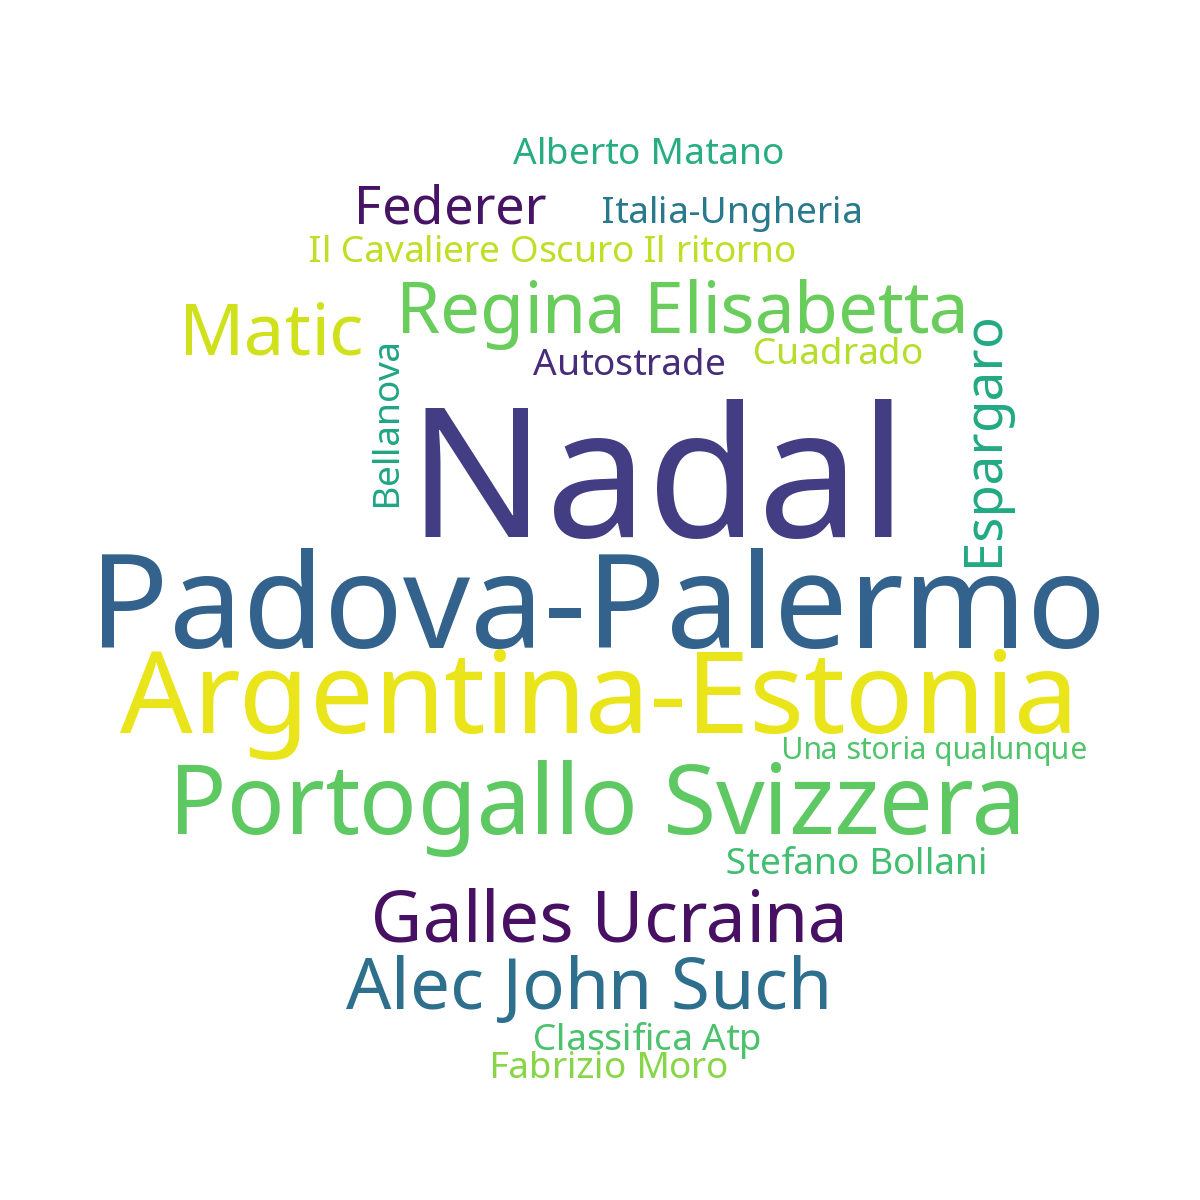 Alberto Matano
Federer
Italia-Ungheria
Il Cavaliere Oscuro Il ritorno
Regina Elisabetta
Matic
Autostrade
Cuadrado
Bellanova
Espargaro
Nadal
Padova-Palermo
Argentina-Estonia
Una storia qualunque
Portogallo Svizzera
Stefano Bollani
Galles Ucraina
Alec John Such
Classifica Atp
Fabrizio Moro